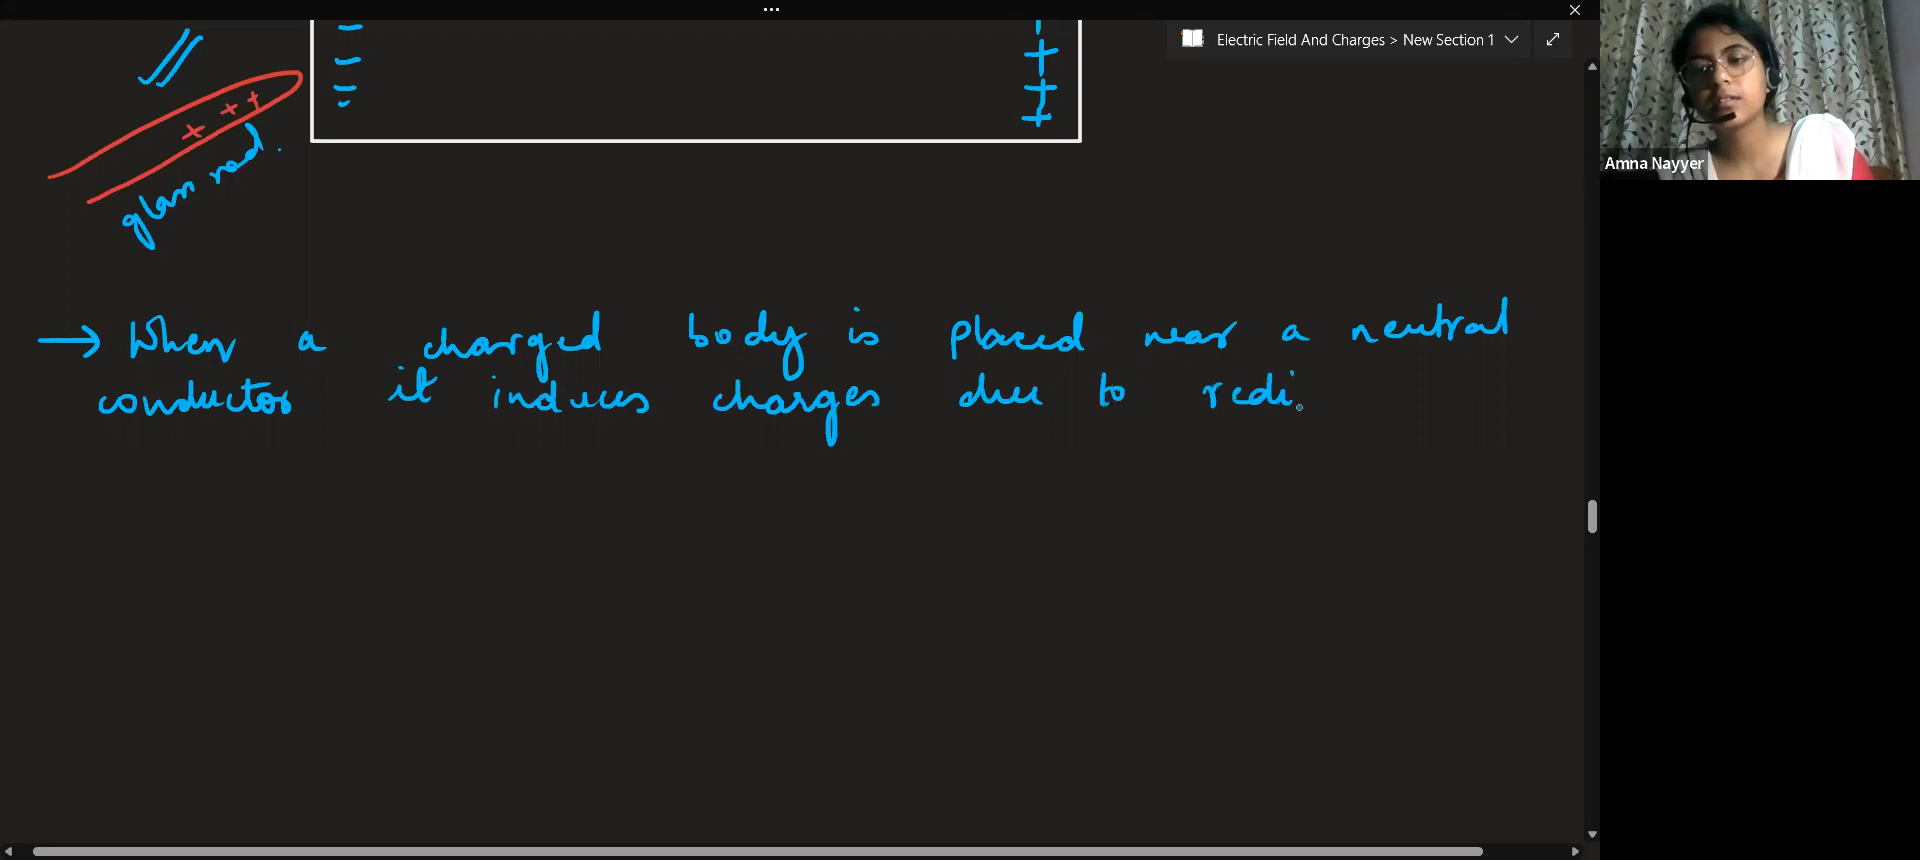 Electric Field And Charges > New Section 1
Amna Nayyer
glass rod.
→ When a charged body is placed near a neutral
conductor it induces charges due to redi